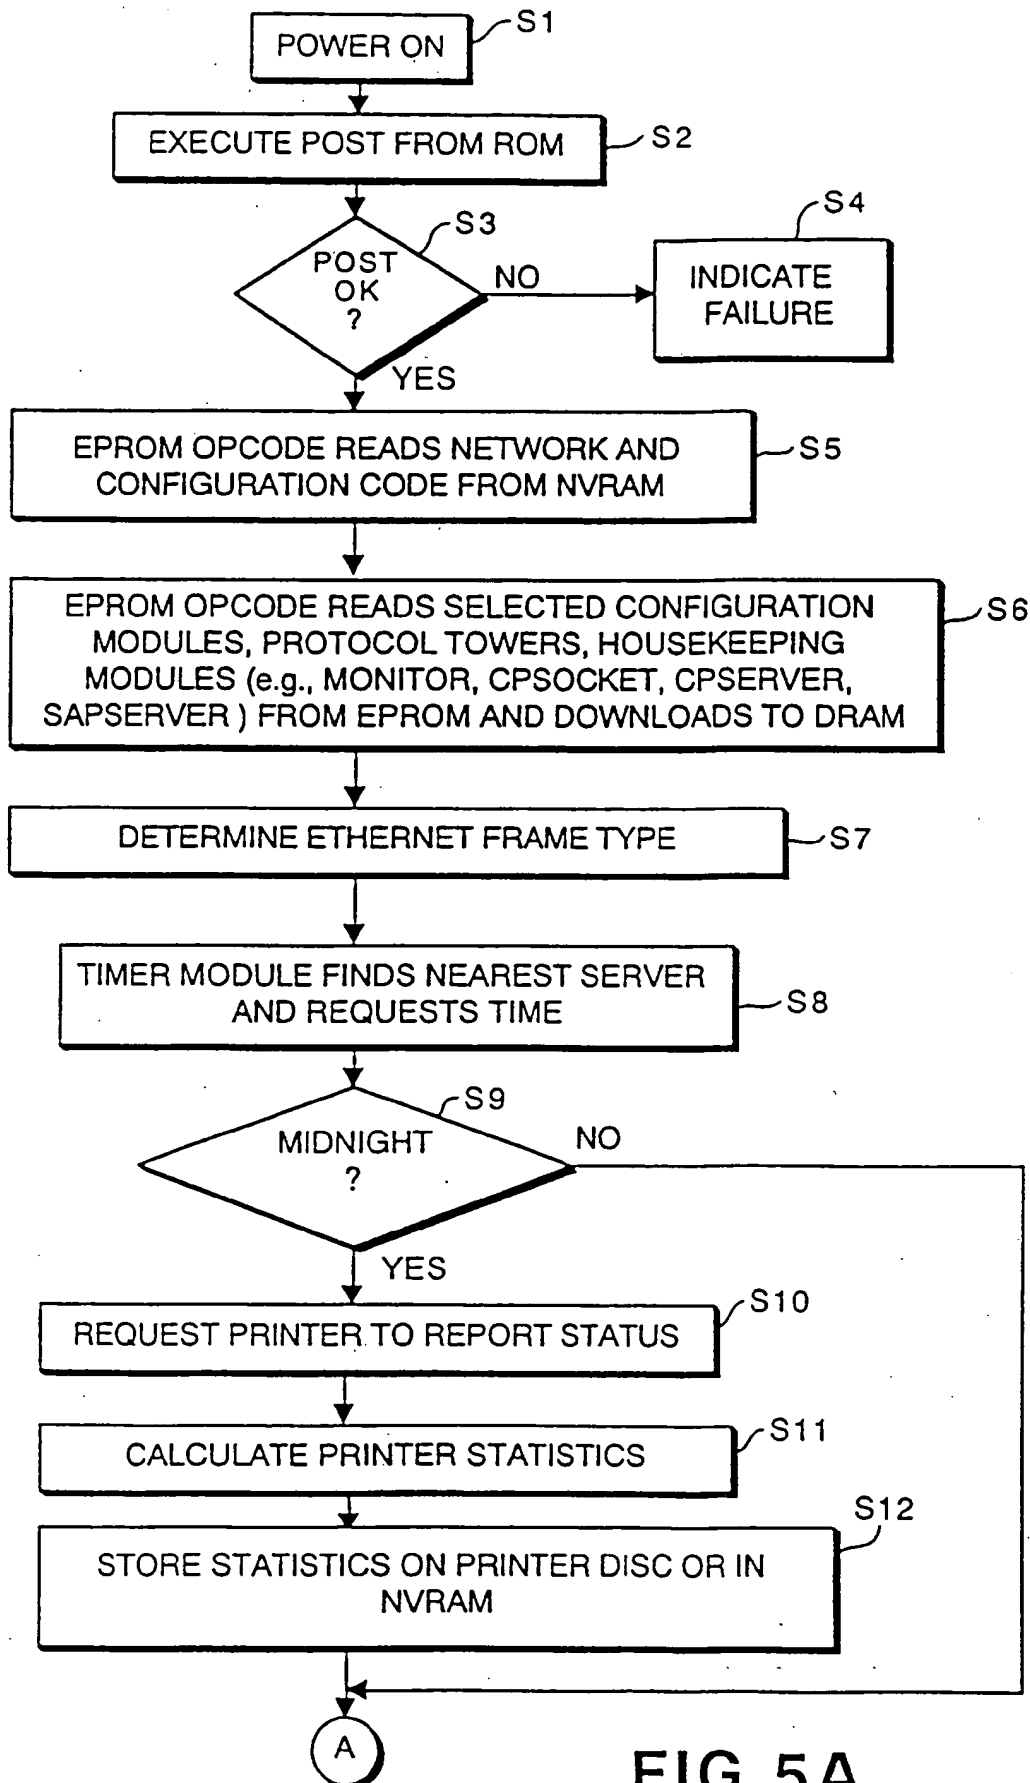 POWER ON
S1
EXECUTE POST FROM ROM
S2
POST
OK
?
S3
NO
YES
INDICATE
FAILURE
S4
EPROM OPCODE READS NETWORK AND
CONFIGURATION CODE FROM NVRAM
S5
EPROM OPCODE READS SELECTED CONFIGURATION
MODULES, PROTOCOL TOWERS, HOUSEKEEPING
MODULES (e.g., MONITOR, CPSOCKET, CPSERVER,
SAPSERVER ) FROM EPROM AND DOWNLOADS TO DRAM
S6
DETERMINE ETHERNET FRAME TYPE
S7
TIMER MODULE FINDS NEAREST SERVER
AND REQUESTS TIME
S8
MIDNIGHT
?
S9
NO
YES
REQUEST PRINTER TO REPORT STATUS
S10
CALCULATE PRINTER STATISTICS
S11
STORE STATISTICS ON PRINTER DISC OR IN
NVRAM
S12
A
FIG. 5A